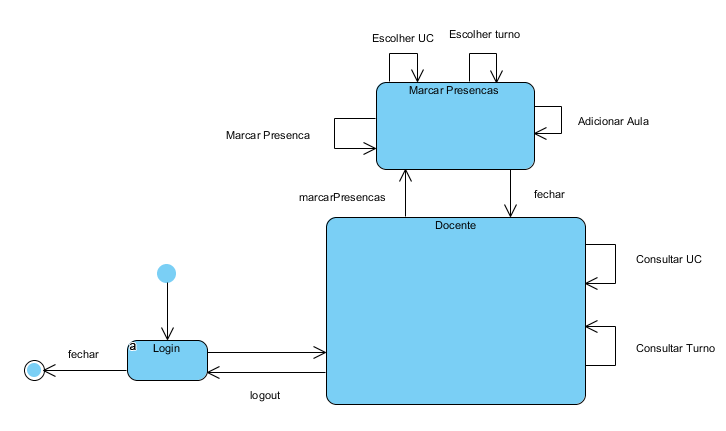 Escolher UC
Escolher turno
Marcar Presencas
Adicionar Aula
Marcar Presenca
marcarPresencas
fechar
Docente
Consultar UC
a
Login
fechar
Consultar Turno
logout